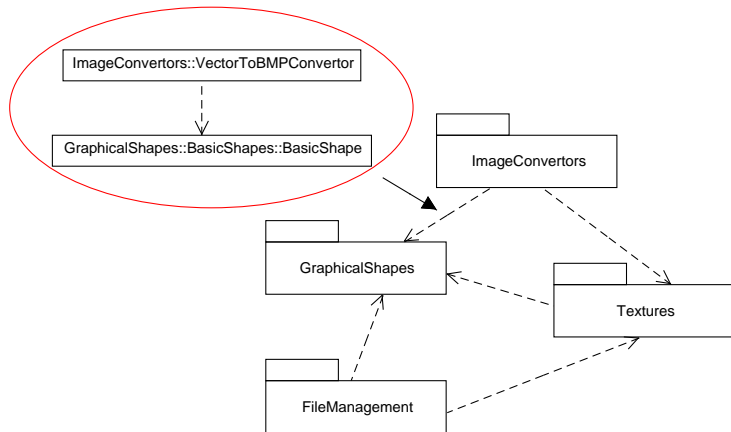 ImageConvertors::VectorToBMPConvertor
GraphicalShapes::BasicShapes::BasicShape
ImageConvertors
GraphicalShapes
Textures
FileManagement